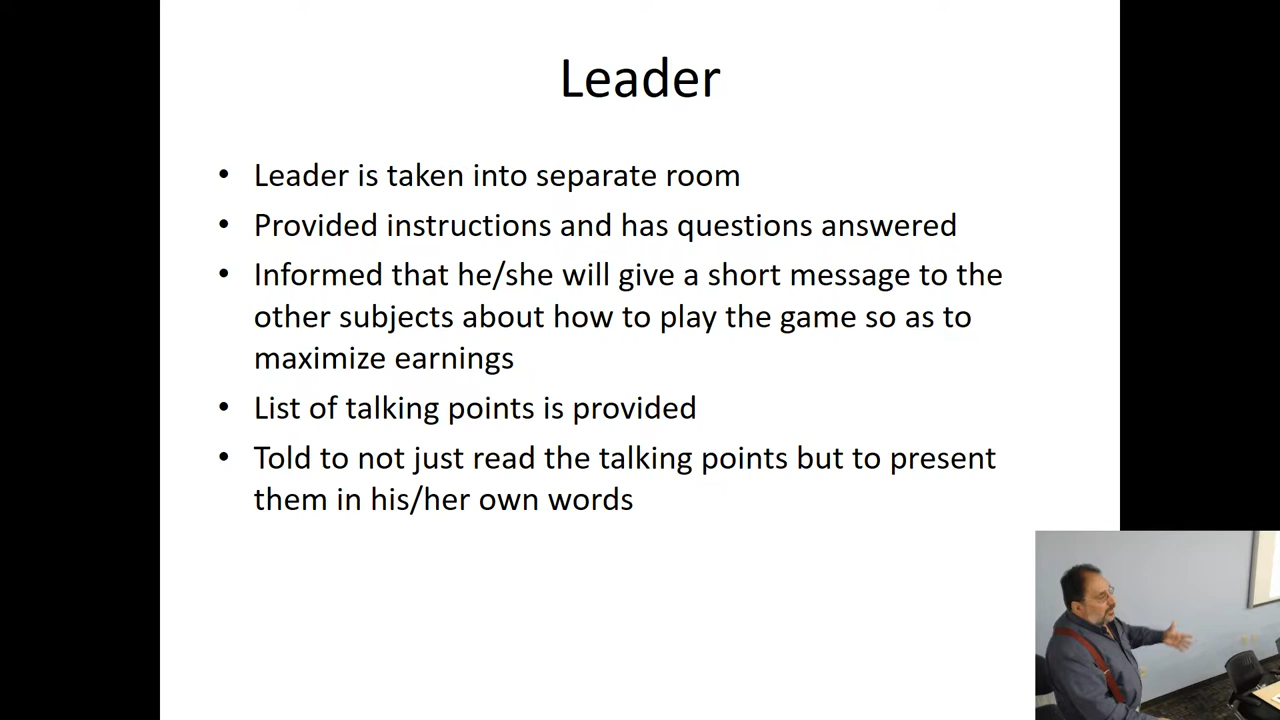 Leader
• Leader is taken into separate room
• Provided instructions and has questions answered
• Informed that he/she will give a short message to the
other subjects about how to play the game so as to
maximize earnings
• List of talking points is provided
• Told to not just read the talking points but to present
them in his/her own words